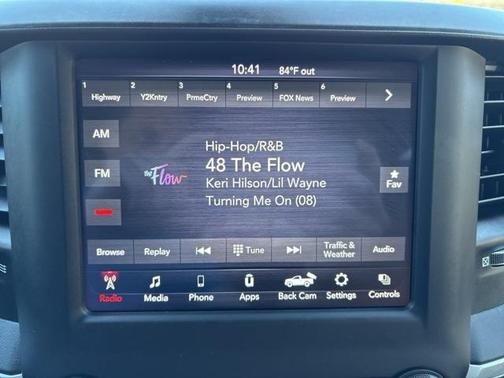 10:41 84°F out
1 Highway 2 Y2Kntry 3 PrmeCtry 4 Preview 5 FOX News 6 Preview
AM
FM
the Flow
Hip-Hop/R&B
48 The Flow
Keri Hilson/Lil Wayne
Turning Me On (08)
Fav
Browse Replay Tune Traffic & Weather Audio
Radio Media Phone Apps Back Cam Settings Controls